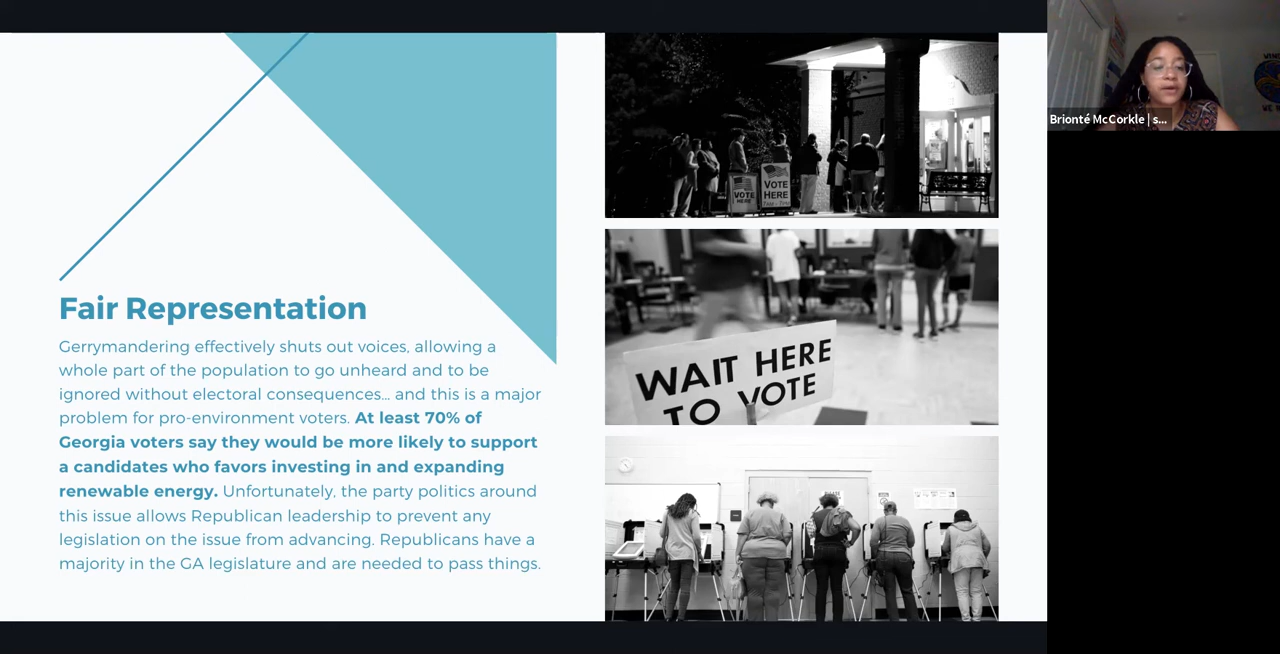 Fair Representation
Gerrymandering effectively shuts out voices, allowing a
whole part of the population to go unheard and to be
ignored without electoral consequences... and this is a major
problem for pro-environment voters. At least 70% of
Georgia voters say they would be more likely to support
a candidates who favors investing in and expanding
renewable energy. Unfortunately, the party politics around
this issue allows Republican leadership to prevent any
legislation on the issue from advancing. Republicans have a
majority in the GA legislature and are needed to pass things.
VOTE
HERE
VOTE
HERE
7AM - 7PM
WAIT HERE
TO VOTE
Brionté McCorkle | s...